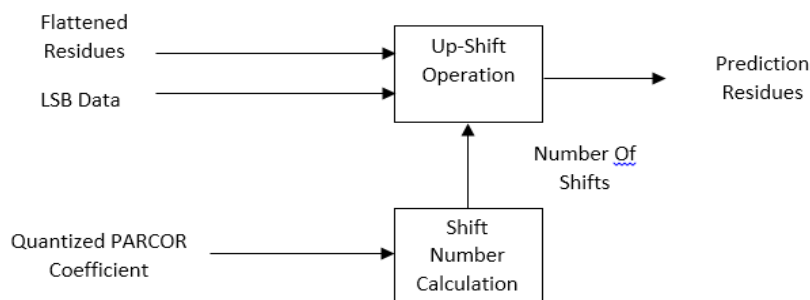 Flattened
Residues
LSB Data
Up-Shift
Operation
Prediction
Residues
Number Of
Shifts
Quantized PARCOR
Coefficient
Shift
Number
Calculation